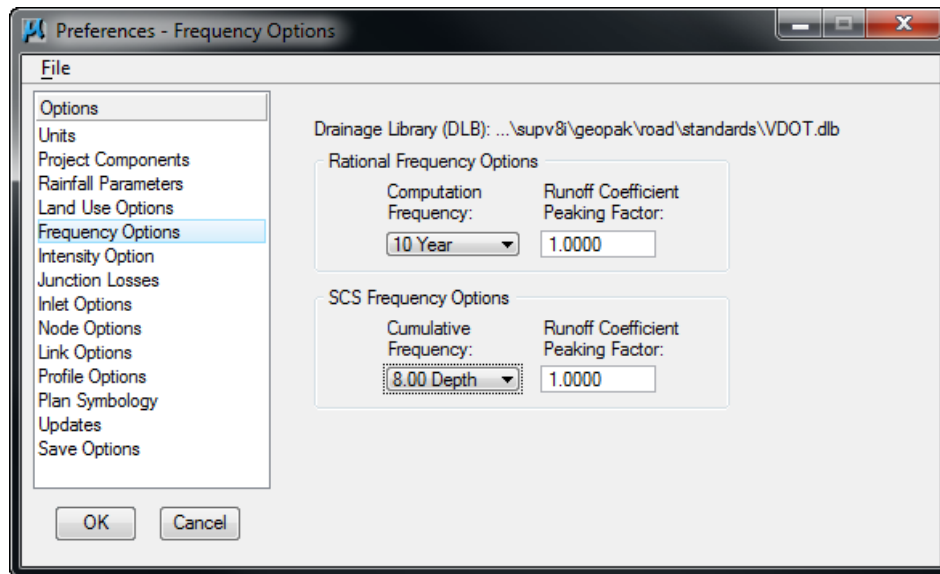 Preferences - Frequency Options
File
Options
Units
Project Components
Rainfall Parameters
Land Use Options
Frequency Options
Intensity Option
Junction Losses
Inlet Options
Node Options
Link Options
Profile Options
Plan Symbology
Updates
Save Options
OK Cancel
Drainage Library (DLB): ...\supv8i\geopak\road\standards\VDOT.dlb
Rational Frequency Options
Computation Runoff Coefficient
Frequency: Peaking Factor:
10 Year 1.0000
SCS Frequency Options
Cumulative Runoff Coefficient
Frequency: Peaking Factor:
8.00 Depth 1.0000